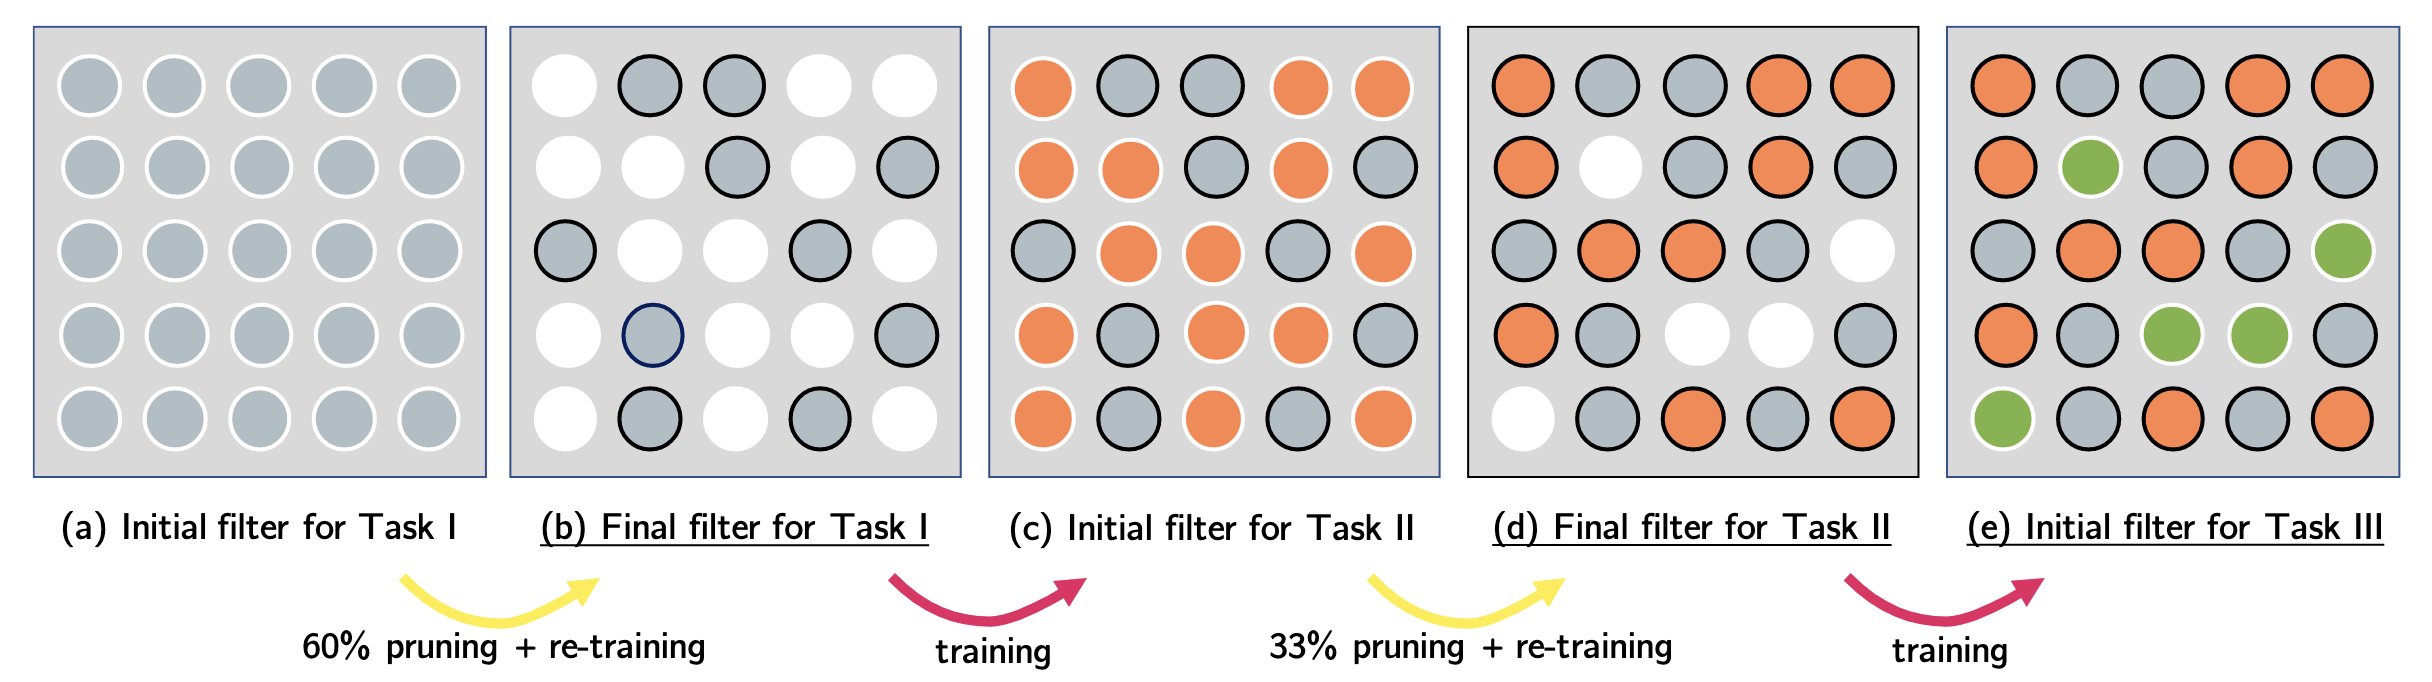 (a) Initial filter for Task I
(b) Final filter for Task I
(c) Initial filter for Task II
(d) Final filter for Task II
(e) Initial filter for Task III
60% pruning + re-training
training
33% pruning + re-training
training